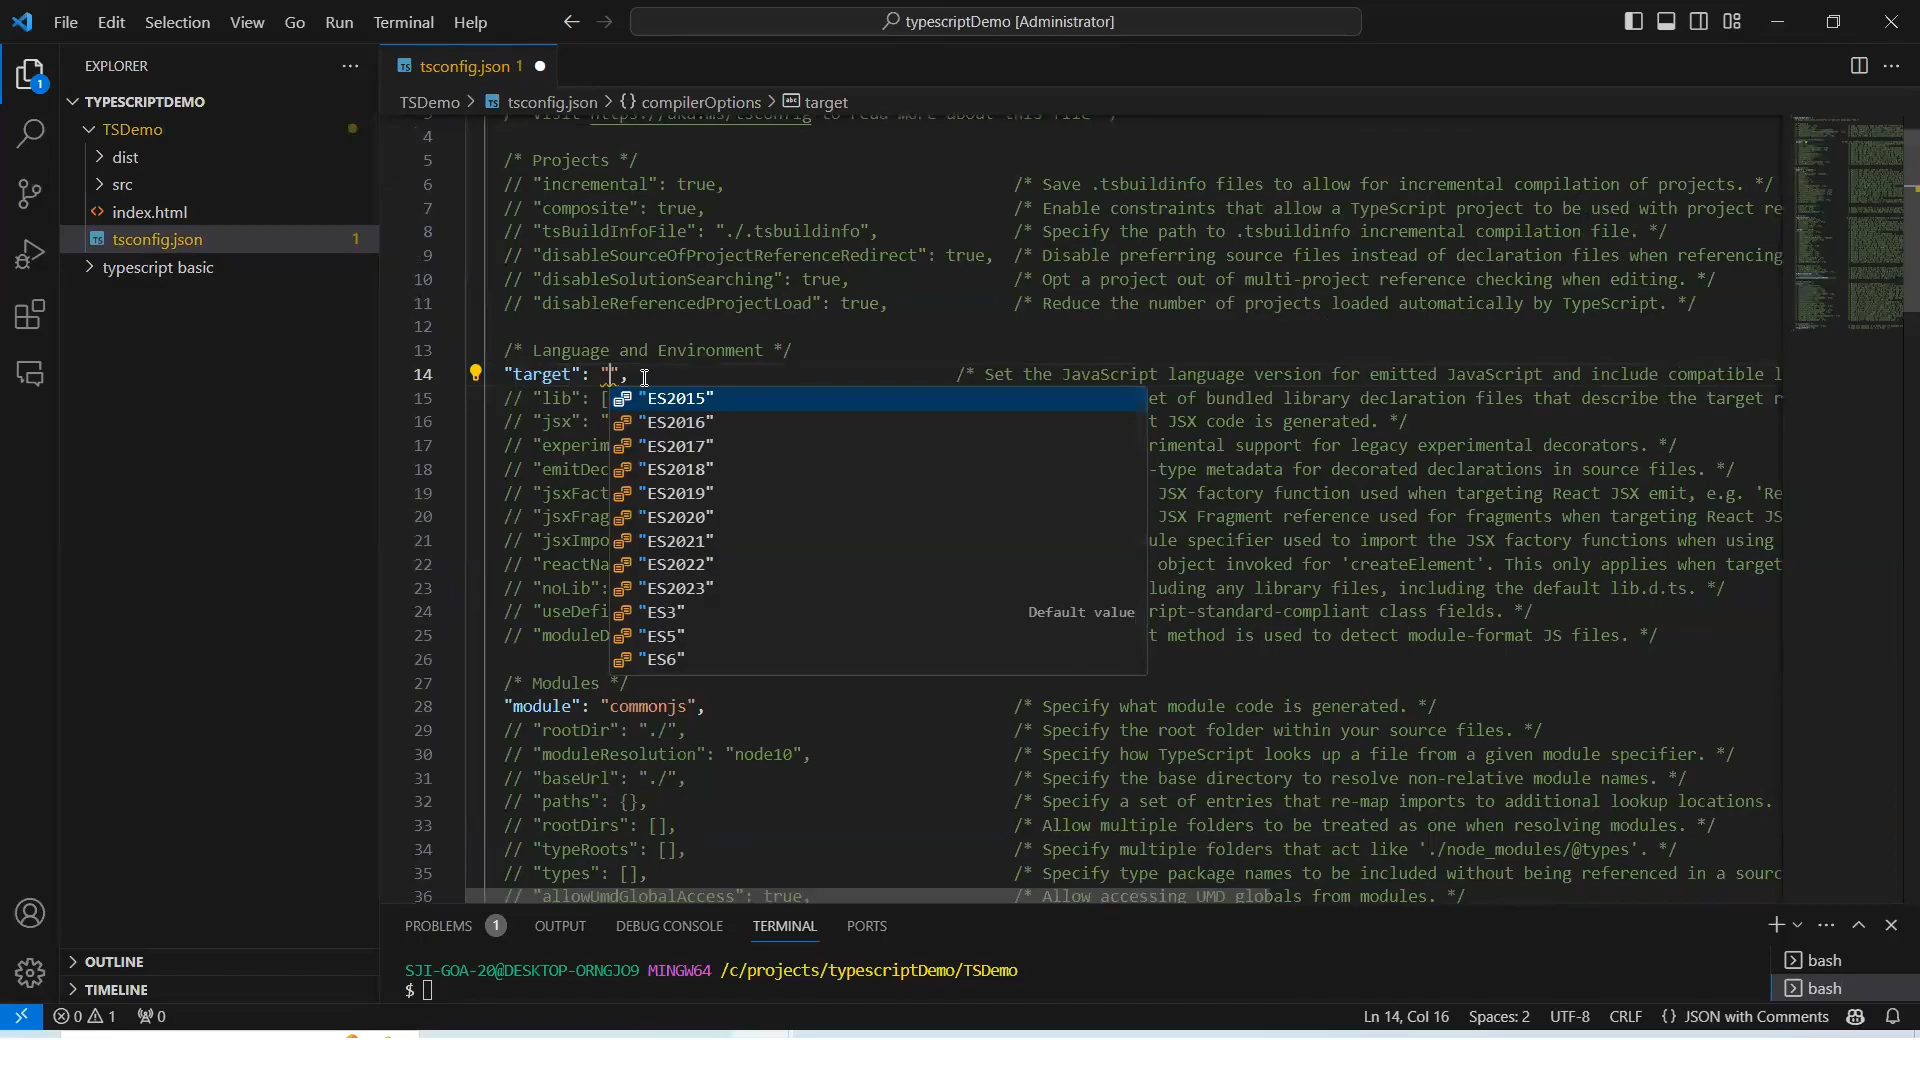 File Edit Selection View Go Run Terminal Help
typescriptDemo [Administrator]
EXPLORER
1
TYPESCRIPTDEMO
TSDemo
dist
src
index.html
tsconfig.json 1
typescript basic
OUTLINE
TIMELINE
tsconfig.json 1
TSDemo > tsconfig.json > {} compilerOptions > target
3 /* Visit https://aka.ms/tsconfig to read more about this file */
4
5 /* Projects */
6 // "incremental": true, /* Save .tsbuildinfo files to allow for incremental compilation of projects. */
7 // "composite": true, /* Enable constraints that allow a TypeScript project to be used with project re
8 // "tsBuildInfoFile": "./.tsbuildinfo", /* Specify the path to .tsbuildinfo incremental compilation file. */
9 // "disableSourceOfProjectReferenceRedirect": true, /* Disable preferring source files instead of declaration files when referencing
10 // "disableSolutionSearching": true, /* Opt a project out of multi-project reference checking when editing. */
11 // "disableReferencedProjectLoad": true, /* Reduce the number of projects loaded automatically by TypeScript. */
12
13 /* Language and Environment */
14 "target": "", /* Set the JavaScript language version for emitted JavaScript and include compatible l
15 // "lib": [ "ES2015" et of bundled library declaration files that describe the target r
16 // "jsx": " "ES2016" t JSX code is generated. */
17 // "experim "ES2017" rimental support for legacy experimental decorators. */
18 // "emitDec "ES2018" -type metadata for decorated declarations in source files. */
19 // "jsxFact "ES2019" JSX factory function used when targeting React JSX emit, e.g. 'Re
20 // "jsxFrag "ES2020" JSX Fragment reference used for fragments when targeting React JS
21 // "jsxImpo "ES2021" ule specifier used to import the JSX factory functions when using
22 // "reactNa "ES2022" object invoked for 'createElement'. This only applies when target
23 // "noLib": "ES2023" luding any library files, including the default lib.d.ts. */
24 // "useDefi "ES3" Default value ript-standard-compliant class fields. */
25 // "moduleD "ES5" t method is used to detect module-format JS files. */
26 "ES6"
27 /* Modules */
28 "module": "commonjs", /* Specify what module code is generated. */
29 // "rootDir": "./", /* Specify the root folder within your source files. */
30 // "moduleResolution": "node10", /* Specify how TypeScript looks up a file from a given module specifier. */
31 // "baseUrl": "./", /* Specify the base directory to resolve non-relative module names. */
32 // "paths": {}, /* Specify a set of entries that re-map imports to additional lookup locations.
33 // "rootDirs": [], /* Allow multiple folders to be treated as one when resolving modules. */
34 // "typeRoots": [], /* Specify multiple folders that act like './node_modules/@types'. */
35 // "types": [], /* Specify type package names to be included without being referenced in a sourc
36 // "allowUmdGlobalAccess": true, /* Allow accessing UMD globals from modules. */
PROBLEMS 1 OUTPUT DEBUG CONSOLE TERMINAL PORTS
SJI-GOA-20@DESKTOP-ORNGJO9 MINGW64 /c/projects/typescriptDemo/TSDemo
$
bash
bash
0 1 0 Ln 14, Col 16 Spaces: 2 UTF-8 CRLF {} JSON with Comments